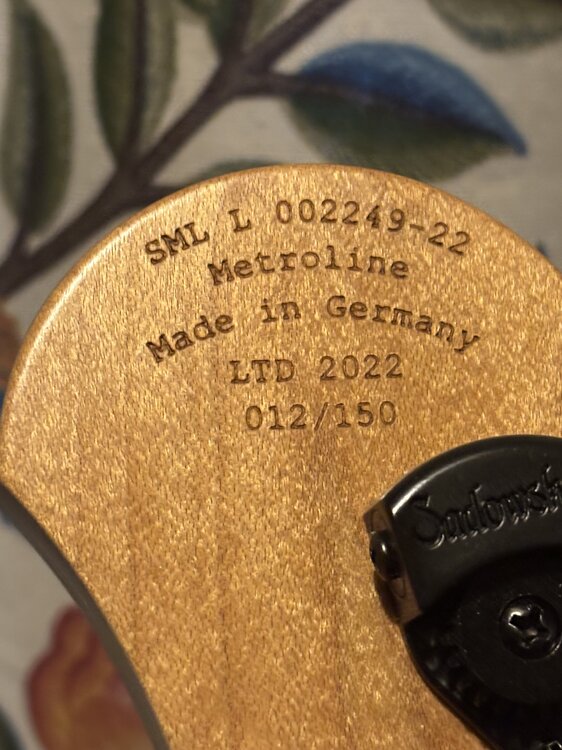 SML L 002249-22
Metroline
Made in Germany
LTD 2022
012/150